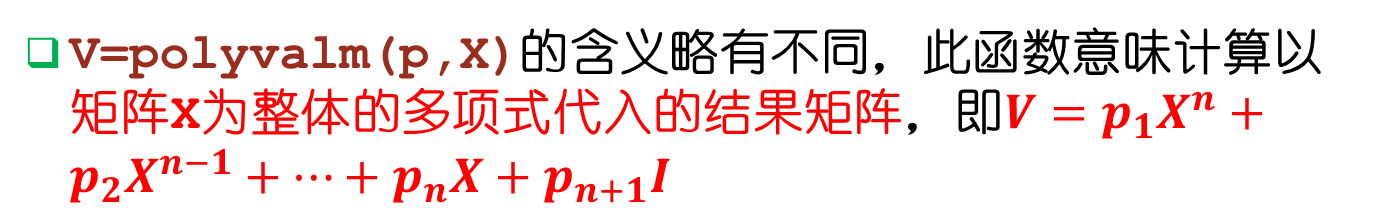 V=polyvalm(p,X)的含义略有不同，此函数意味计算以
矩阵X为整体的多项式代入的结果矩阵，即V = p₁Xⁿ +
p₂Xⁿ⁻¹ + ⋯ + pₙX + pₙ₊₁I